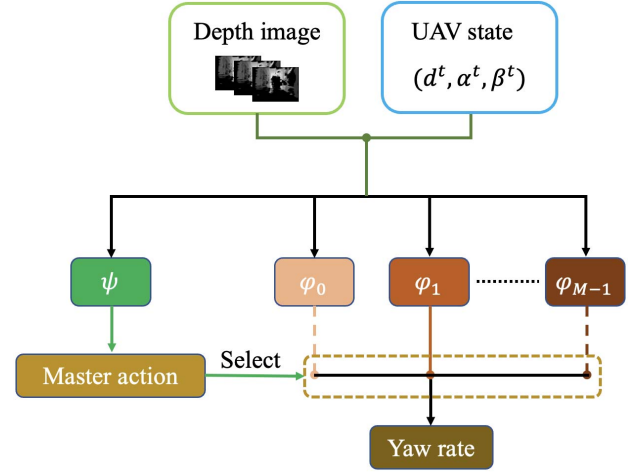 Depth image
UAV state
(d^t, α^t, β^t)
ψ
φ_0
φ_1
φ_{M−1}
Master action
Select
Yaw rate